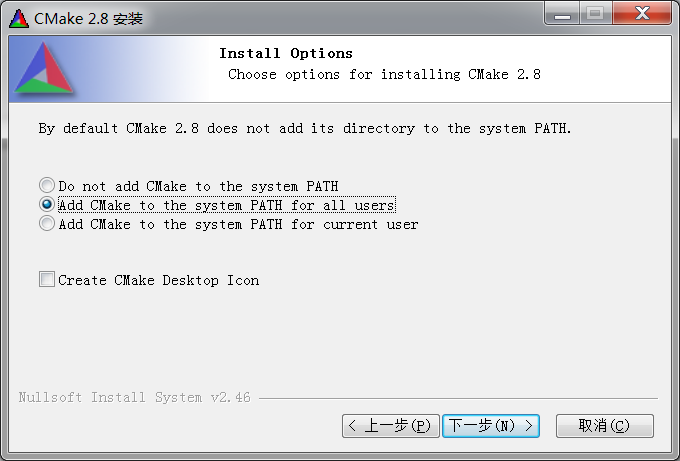 CMake 2.8 安装
Install Options
Choose options for installing CMake 2.8
By default CMake 2.8 does not add its directory to the system PATH.
Do not add CMake to the system PATH
Add CMake to the system PATH for all users
Add CMake to the system PATH for current user
Create CMake Desktop Icon
Nullsoft Install System v2.46
< 上一步(P) 下一步(N) > 取消(C)